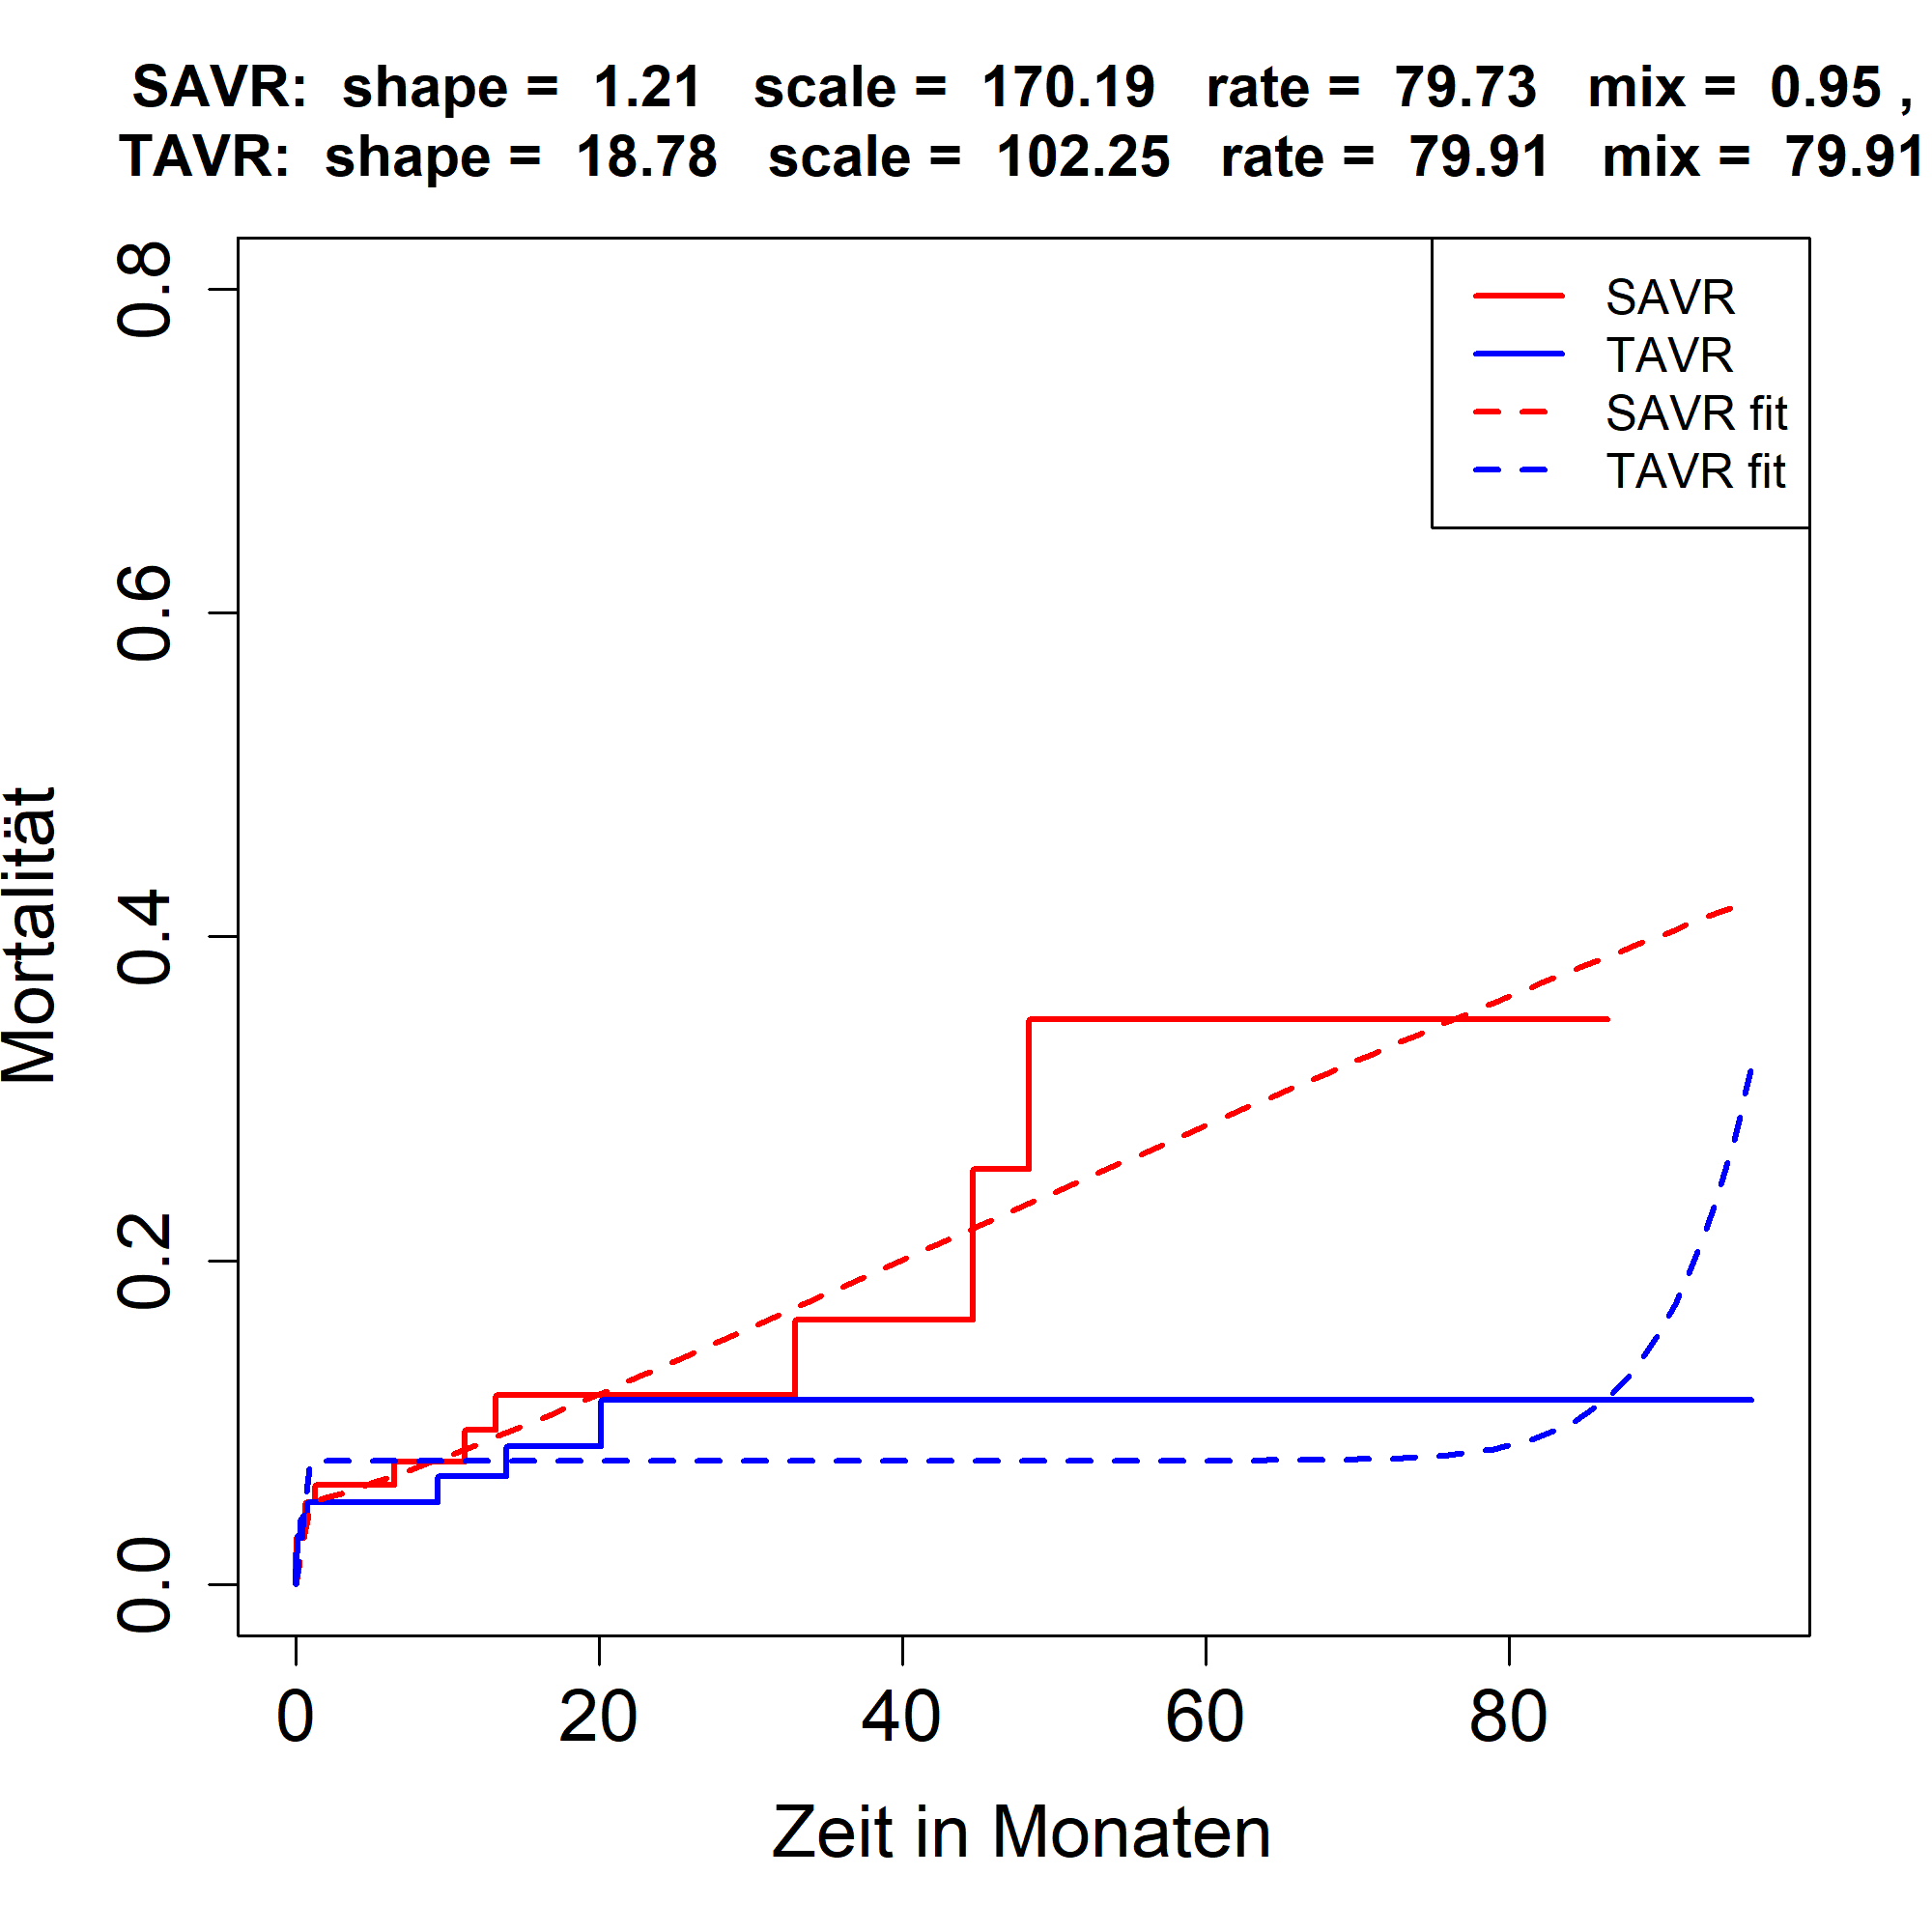 SAVR: shape = 1.21 scale = 170.19 rate = 79.73 mix = 0.95 ,
TAVR: shape = 18.78 scale = 102.25 rate = 79.91 mix = 79.91
SAVR
TAVR
SAVR fit
TAVR fit
Mortalität
0.8
0.6
0.4
0.2
0.0
0 20 40 60 80
Zeit in Monaten